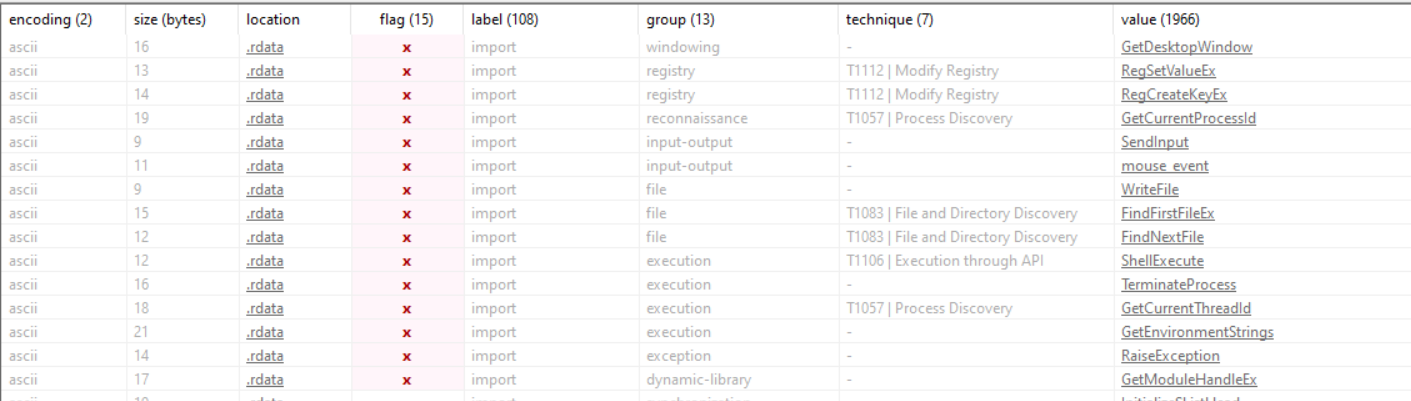 encoding (2) size (bytes) location flag (15) label (108) group (13) technique (7) value (1966)
ascii 16 .rdata x import windowing - GetDesktopWindow
ascii 13 .rdata x import registry T1112 | Modify Registry RegSetValueEx
ascii 14 .rdata x import registry T1112 | Modify Registry RegCreateKeyEx
ascii 19 .rdata x import reconnaissance T1057 | Process Discovery GetCurrentProcessId
ascii 9 .rdata x import input-output - SendInput
ascii 11 .rdata x import input-output - mouse_event
ascii 9 .rdata x import file - WriteFile
ascii 15 .rdata x import file T1083 | File and Directory Discovery FindFirstFileEx
ascii 12 .rdata x import file T1083 | File and Directory Discovery FindNextFile
ascii 12 .rdata x import execution T1106 | Execution through API ShellExecute
ascii 16 .rdata x import execution - TerminateProcess
ascii 18 .rdata x import execution T1057 | Process Discovery GetCurrentThreadId
ascii 21 .rdata x import execution - GetEnvironmentStrings
ascii 14 .rdata x import exception - RaiseException
ascii 17 .rdata x import dynamic-library - GetModuleHandleEx